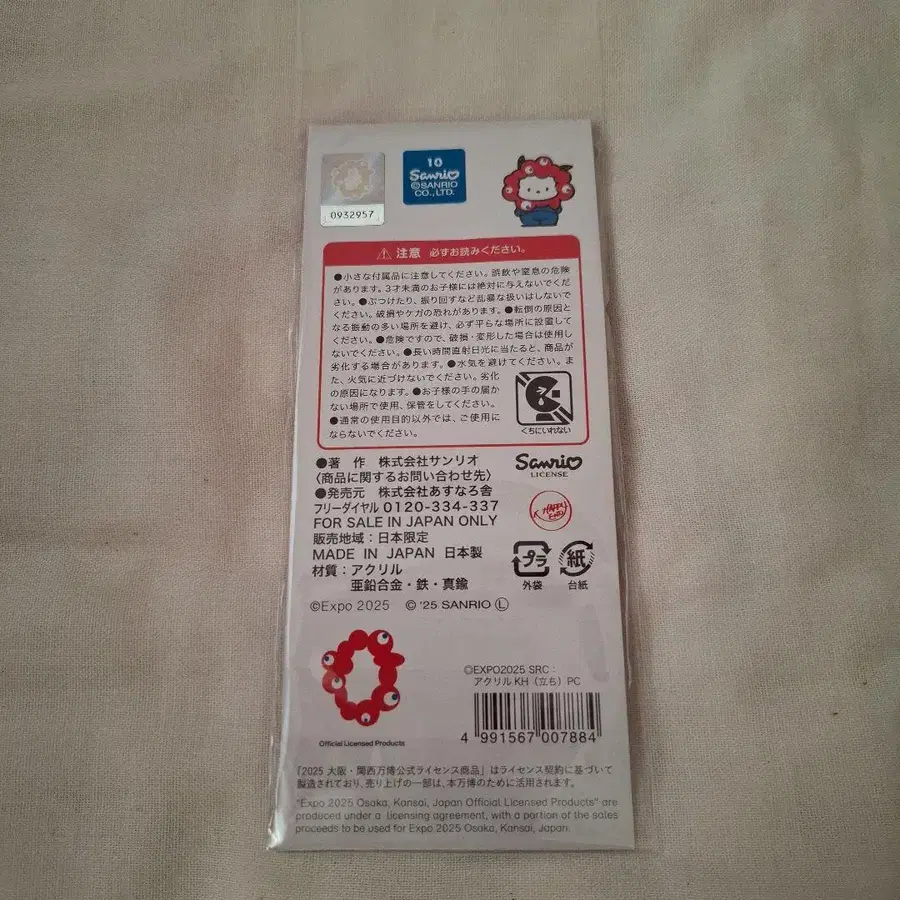 0932957
10
Sanrio
©SANRIO
CO.,LTD.
⚠注意 必ずお読みください。
●小さな付属品に注意してください。誤飲や窒息の危険
があります。3才未満のお子様には絶対に与えないでくだ
さい。●ぶつけたり、振り回すなど乱暴な扱いはしないで
ください。破損やケガの恐れがあります。●転倒の原因と
なる振動の多い場所を避け、必ず平らな場所に設置して
ください。●危険ですので、破損・変形した場合は使用し
ないでください。●長い時間直射日光に当たると、商品が
劣化する場合があります。●水気を避けてください。ま
た、火気に近づけないでください。劣化
の原因になります。●お子様の手の届か
ない場所で使用、保管をしてください。
●通常の使用目的以外では、ご使用に
ならないでください。
くちにいれない
●著 作 株式会社サンリオ
〈商品に関するお問い合わせ先〉
●発売元 株式会社あすなろ舎
フリーダイヤル 0120-334-337
FOR SALE IN JAPAN ONLY
販売地域：日本限定
MADE IN JAPAN 日本製
材質：アクリル
亜鉛合金・鉄・真鍮
Sanrio
LICENSE
プラ
外袋
紙
台紙
©Expo 2025 © '25 SANRIO Ⓛ
Official Licensed Products
◎EXPO2025 SRC：
アクリルKH（立ち）PC
4 991567 007884
「2025 大阪・関西万博公式ライセンス商品」はライセンス契約に基づいて
製造されており、売り上げの一部は、本万博のために活用されます。
"Expo 2025 Osaka, Kansai, Japan Official Licensed Products" are
produced under a licensing agreement, with a portion of the sales
proceeds to be used for Expo 2025 Osaka, Kansai, Japan.